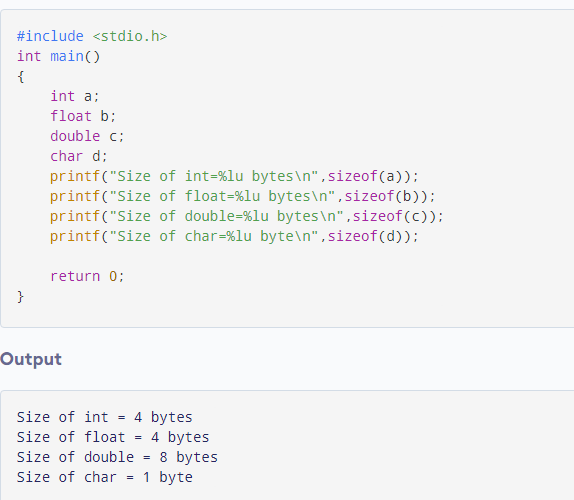 #include <stdio.h>
int main()
{
    int a;
    float b;
    double c;
    char d;
    printf("Size of int=%lu bytes\n",sizeof(a));
    printf("Size of float=%lu bytes\n",sizeof(b));
    printf("Size of double=%lu bytes\n",sizeof(c));
    printf("Size of char=%lu byte\n",sizeof(d));

    return 0;
}
Output
Size of int = 4 bytes
Size of float = 4 bytes
Size of double = 8 bytes
Size of char = 1 byte